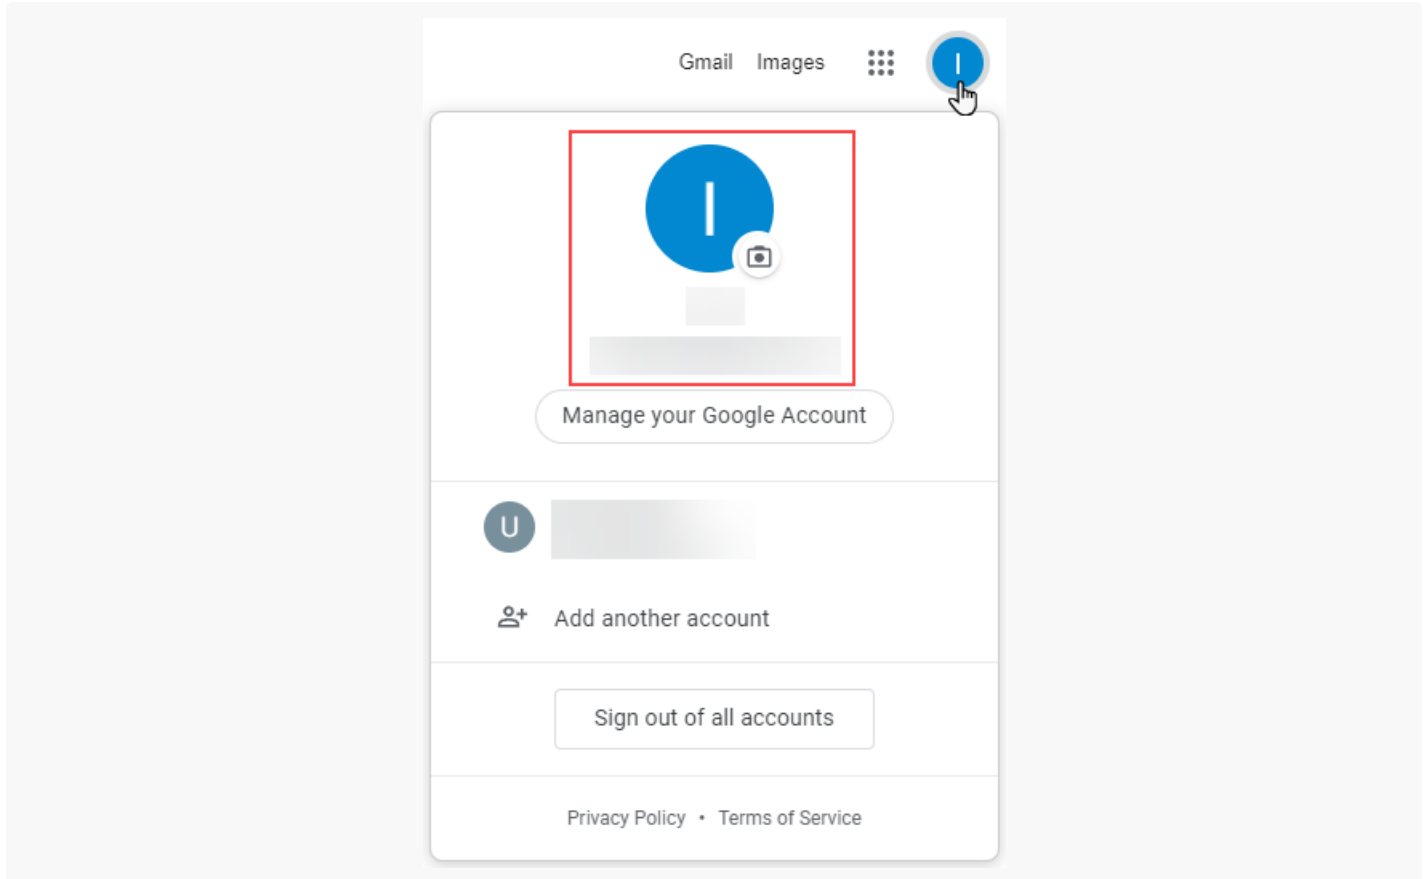 Gmail Images I
I
Manage your Google Account
U
Add another account
Sign out of all accounts
Privacy Policy • Terms of Service